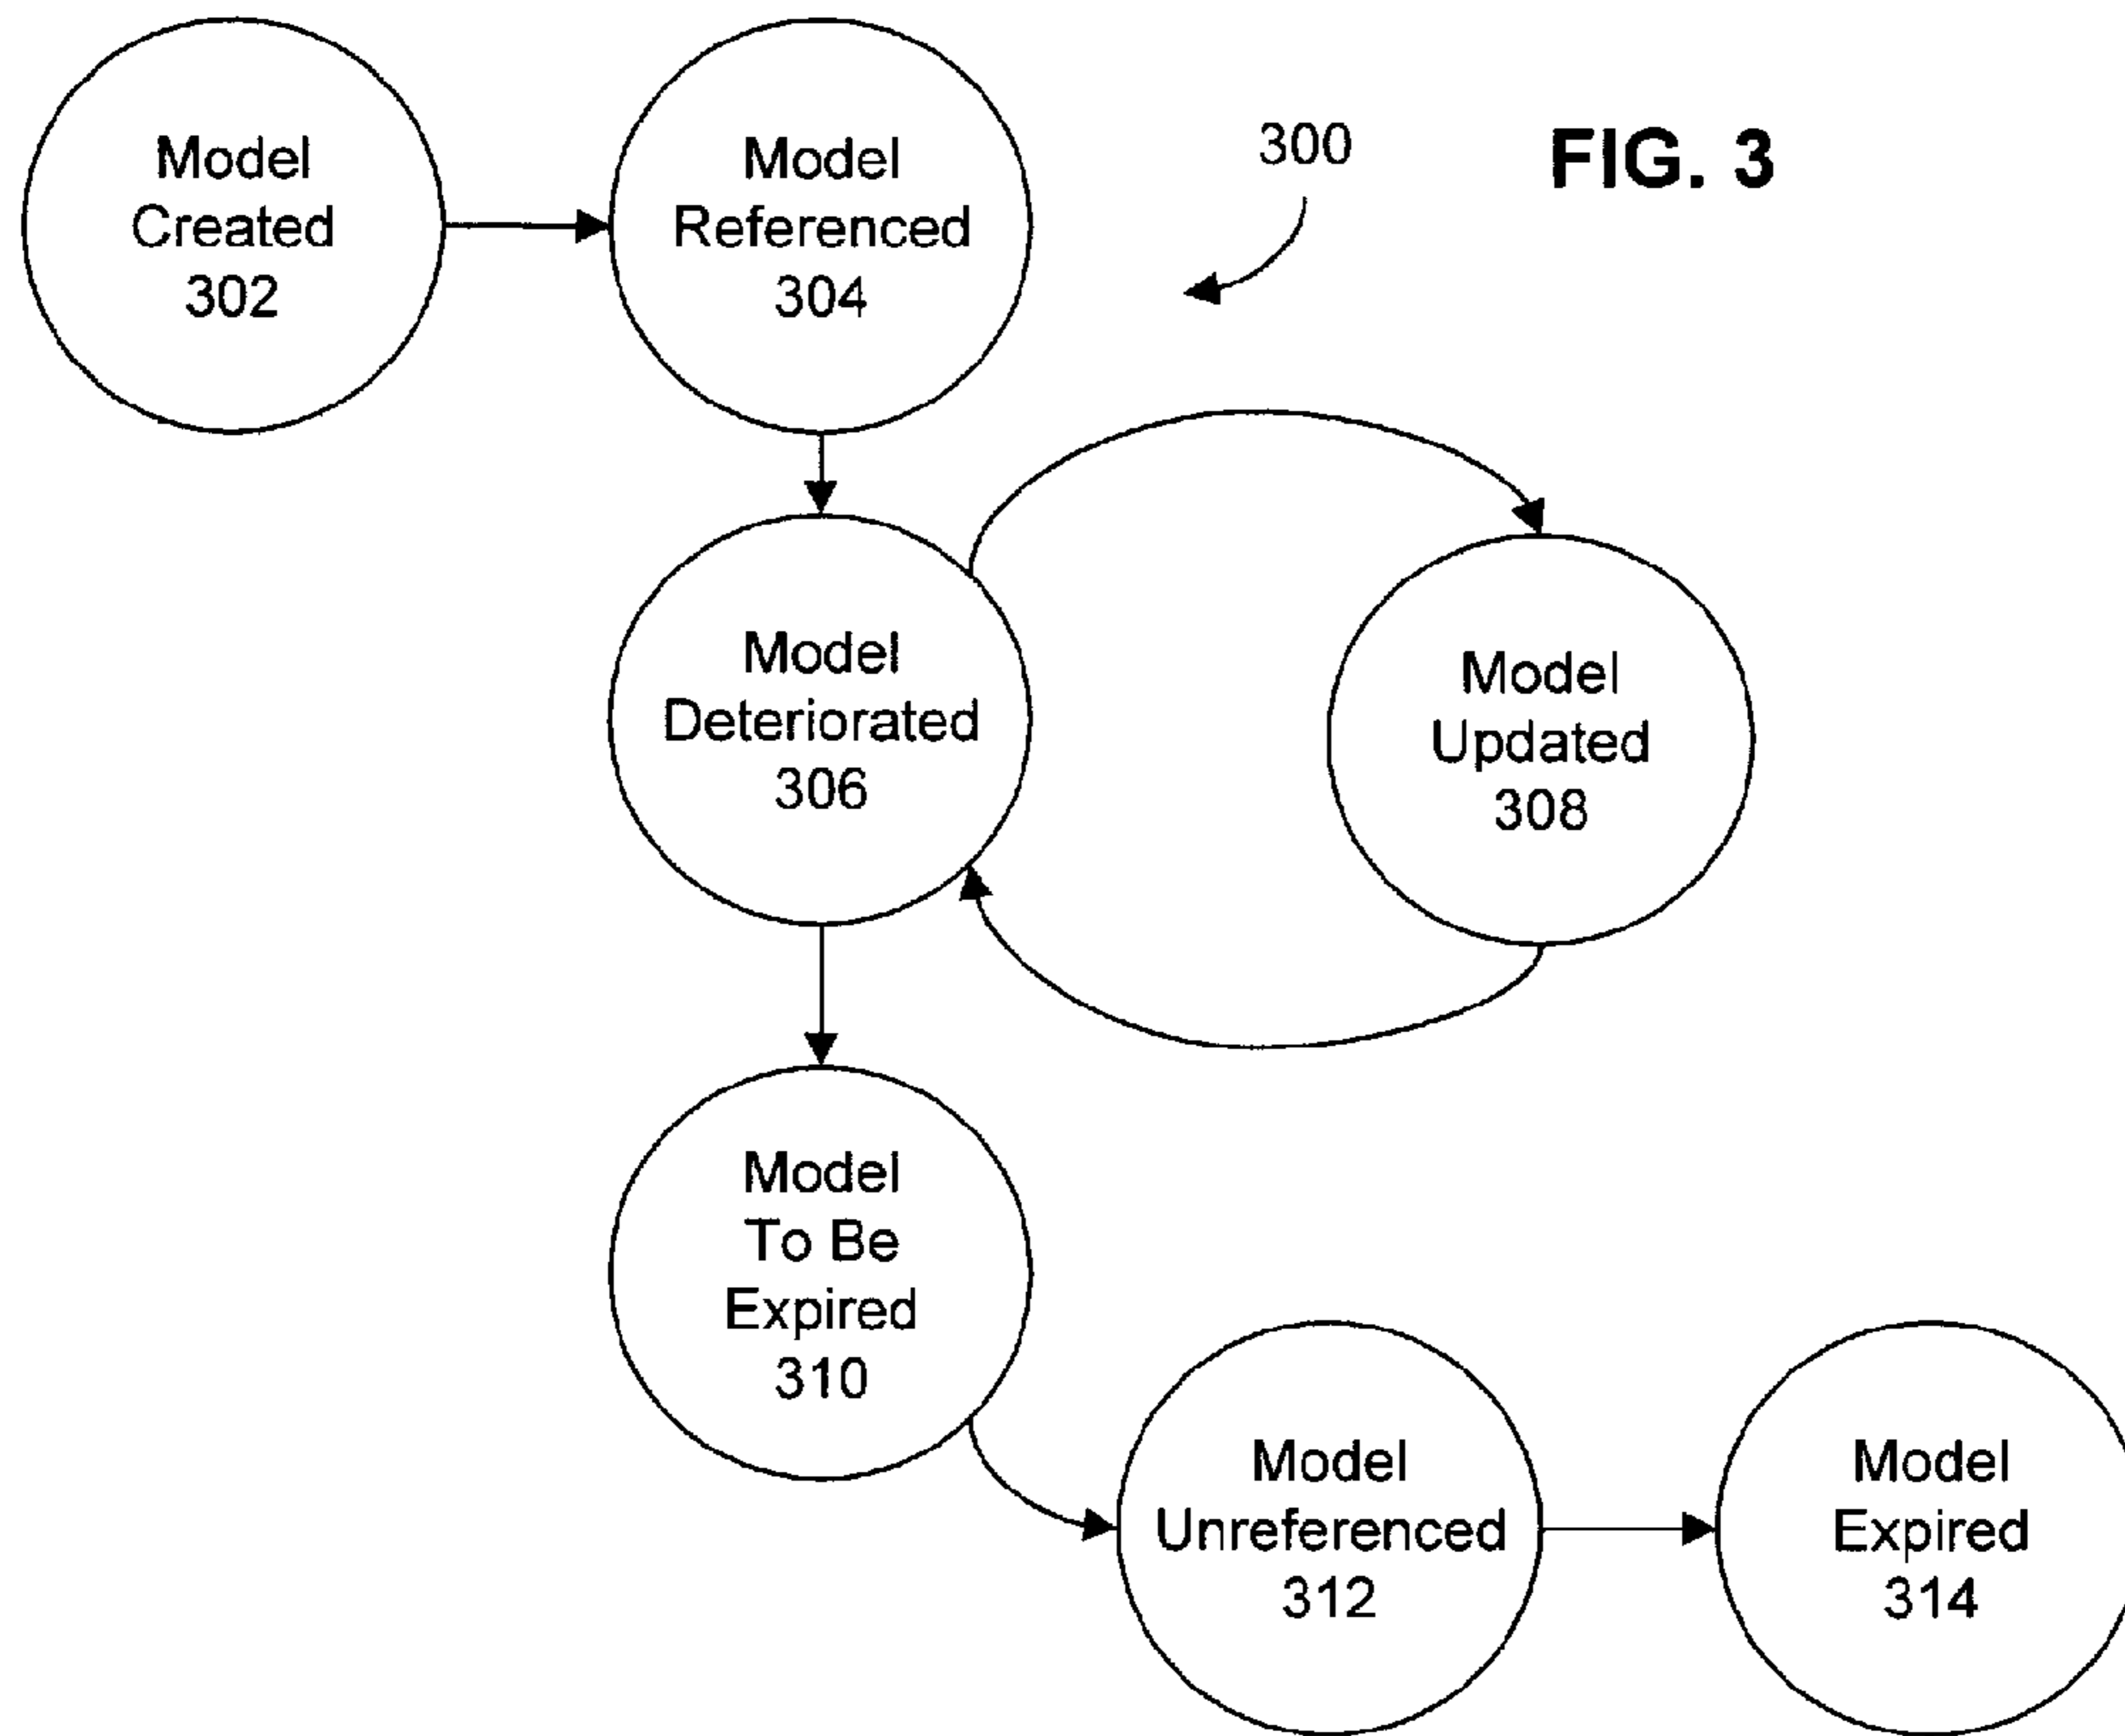 Model
Created
302
Model
Referenced
304
300
FIG. 3
Model
Deteriorated
306
Model
Updated
308
Model
To Be
Expired
310
Model
Unreferenced
312
Model
Expired
314